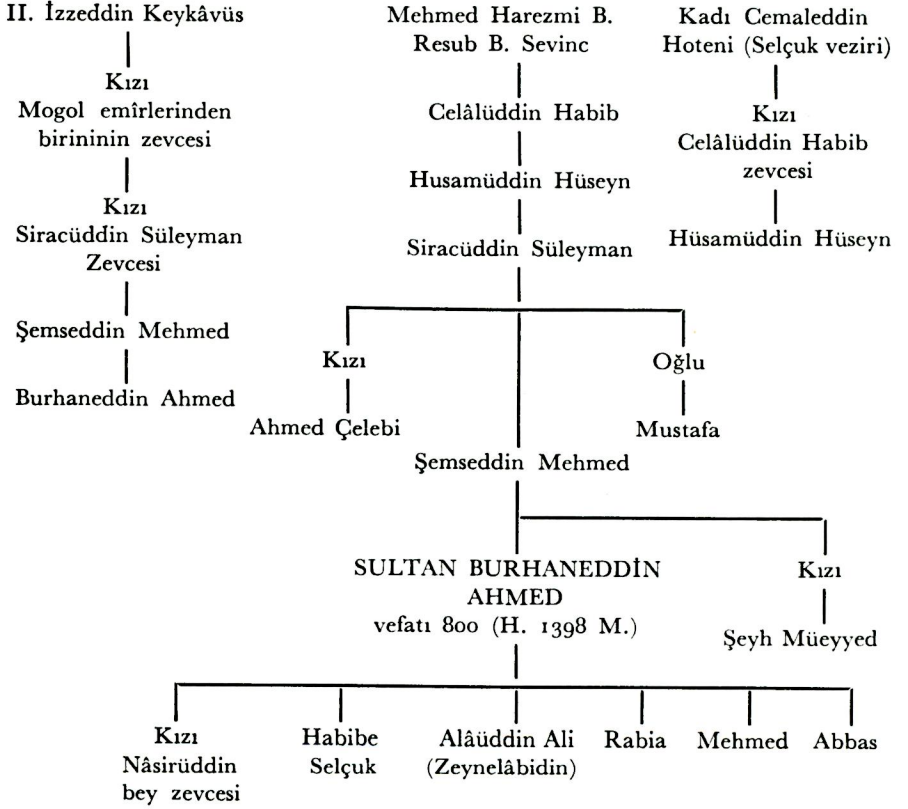 II. İzzeddin Keykâvüs
Kızı
Mogol emîrlerinden
birininin zevcesi
Kızı
Siracüddin Süleyman
Zevcesi
Şemseddin Mehmed
Burhaneddin Ahmed
Mehmed Harezmi B.
Resub B. Sevinc
Celâlüddin Habib
Husamüddin Hüseyn
Siracüddin Süleyman
Kadı Cemaleddin
Hoteni (Selçuk veziri)
Kızı
Celâlüddin Habib
zevcesi
Hüsamüddin Hüseyn
Kızı
Ahmed Çelebi
Oğlu
Mustafa
Şemseddin Mehmed
SULTAN BURHANEDDİN
AHMED
vefatı 800 (H. 1398 M.)
Kızı
Şeyh Müeyyed
Kızı
Nâsirüddin
bey zevcesi
Habibe
Selçuk
Alâüddin Ali
(Zeynelâbidin)
Rabia
Mehmed
Abbas